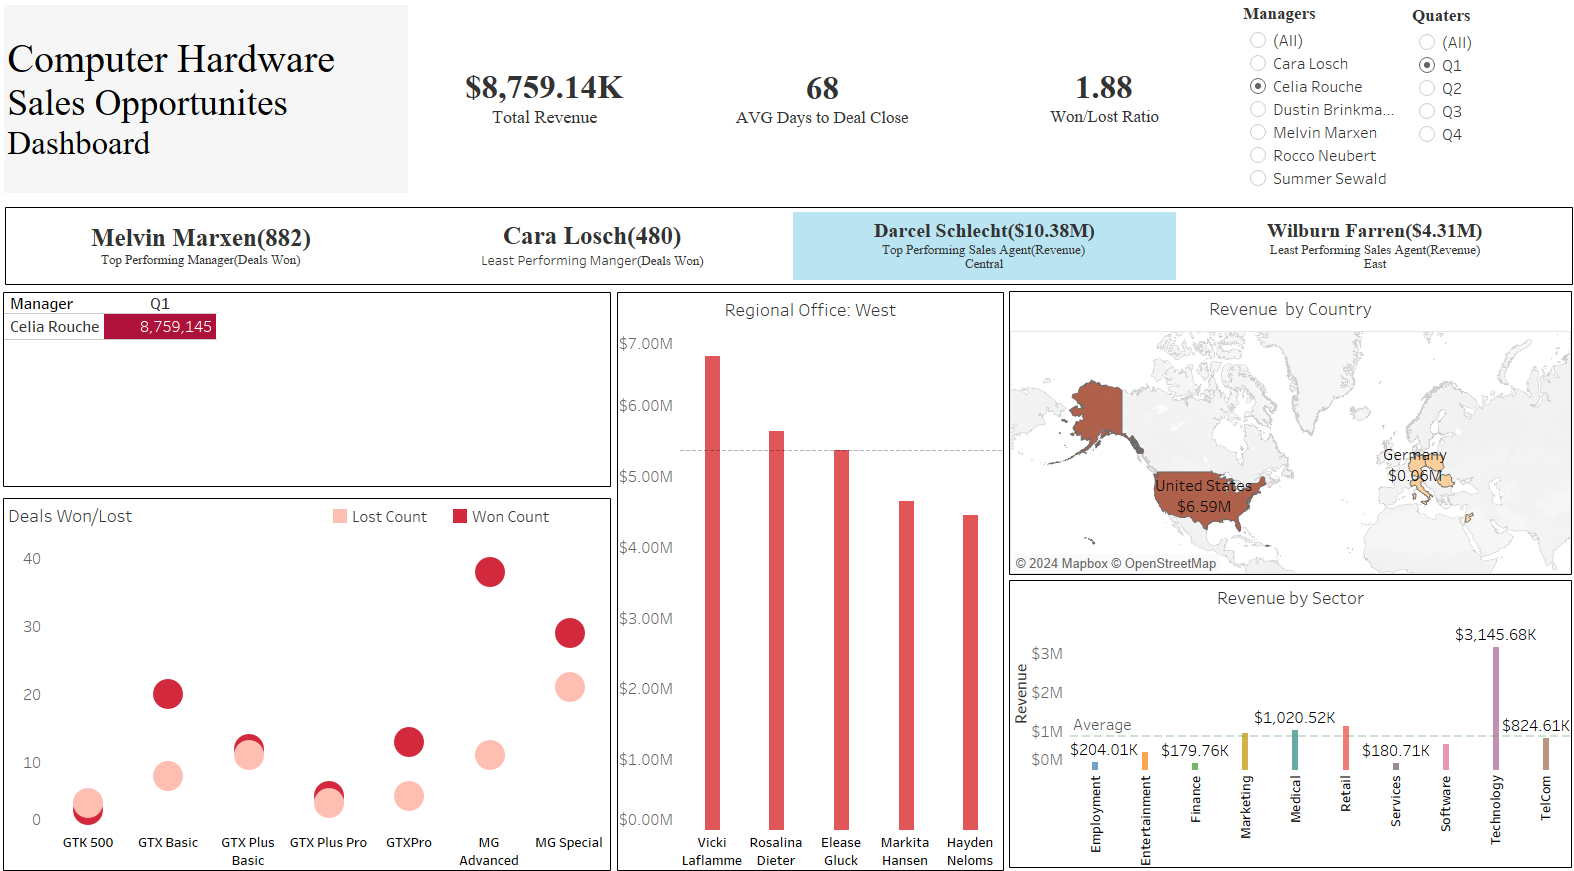 Computer Hardware
Sales Opportunites
Dashboard
$8,759.14K
Total Revenue
68
AVG Days to Deal Close
1.88
Won/Lost Ratio
Managers
(All)
Cara Losch
Celia Rouche
Dustin Brinkma...
Melvin Marxen
Rocco Neubert
Summer Sewald
Quaters
(All)
Q1
Q2
Q3
Q4
Melvin Marxen(882)
Top Performing Manager(Deals Won)
Cara Losch(480)
Least Performing Manger(Deals Won)
Darcel Schlecht($10.38M)
Top Performing Sales Agent(Revenue)
Central
Wilburn Farren($4.31M)
Least Performing Sales Agent(Revenue)
East
Manager Q1
Celia Rouche 8,759,145
Deals Won/Lost
Lost Count
Won Count
40
30
20
10
0
GTK 500
GTX Basic
GTX Plus
Basic
GTX Plus Pro
GTXPro
MG
Advanced
MG Special
Regional Office: West
$7.00M
$6.00M
$5.00M
$4.00M
$3.00M
$2.00M
$1.00M
$0.00M
Vicki
Laflamme
Rosalina
Dieter
Elease
Gluck
Markita
Hansen
Hayden
Neloms
Revenue by Country
United States
$6.59M
Germany
$0.06M
© 2024 Mapbox © OpenStreetMap
Revenue by Sector
Revenue
$3M
$2M
$1M
$0M
Average
$204.01K
$179.76K
$1,020.52K
$180.71K
$3,145.68K
$824.61K
Employment
Entertainment
Finance
Marketing
Medical
Retail
Services
Software
Technology
TelCom